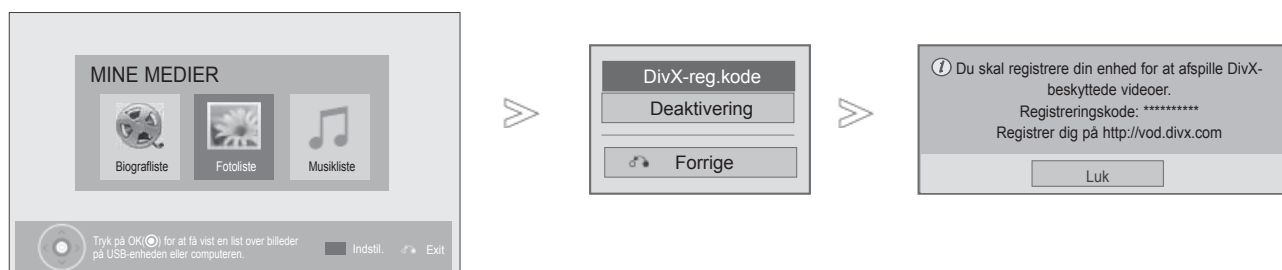 MINE MEDIER
Biografliste
Fotoliste
Musikliste
Tryk på OK(◉) for at få vist en list over billeder
på USB-enheden eller computeren.
Indstil.
Exit
DivX-reg.kode
Deaktivering
Forrige
Du skal registrere din enhed for at afspille DivX-
beskyttede videoer.
Registreringskode: **********
Registrer dig på http://vod.divx.com
Luk